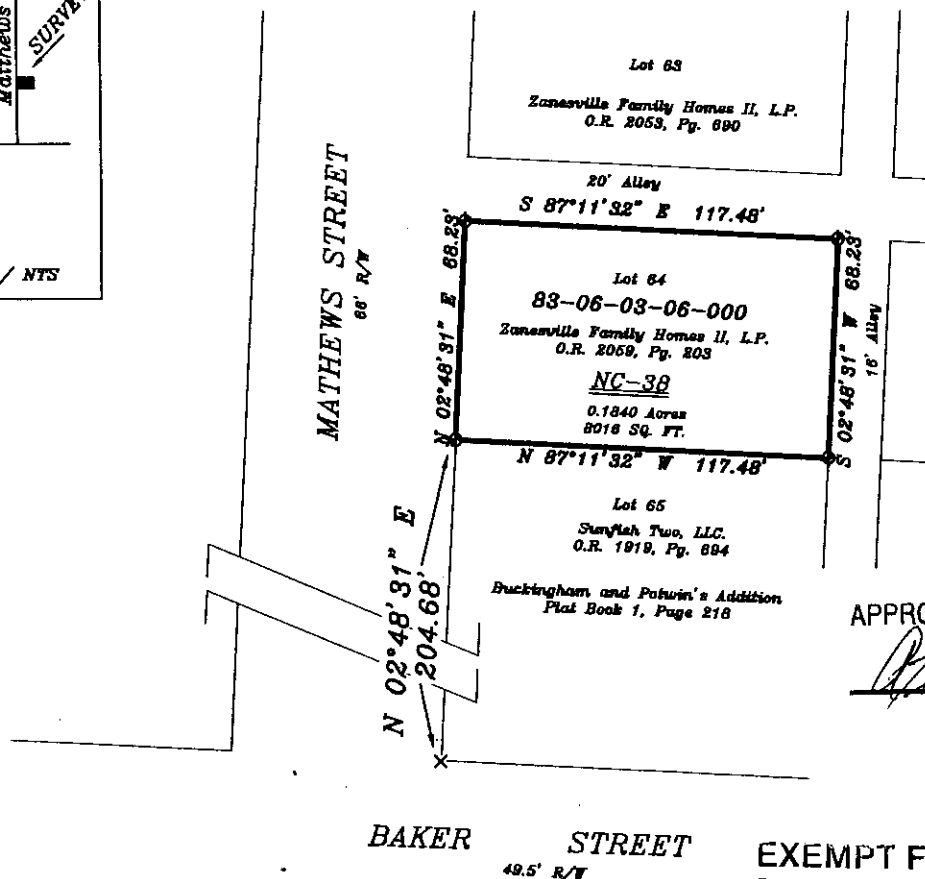 Matthews
NTS
MATHEWS STREET
66' R/W
Lot 63
Zanesville Family Homes II, L.P.
O.R. 2053, Pg. 690
20' Alley
S 87°11'32" E 117.48'
N 02°48'31" E 68.23'
Lot 64
83-06-03-06-000
Zanesville Family Homes II, L.P.
O.R. 2059, Pg. 203
NC-38
0.1840 Acres
8016 SQ. FT.
S 02°48'31" W 68.23'
16' Alley
N 87°11'32" W 117.48'
Lot 65
Sunfish Two, LLC.
O.R. 1919, Pg. 694
Buckingham and Potwin's Addition
Plat Book 1, Page 218
N 02°48'31" E
204.68'
BAKER STREET
49.5' R/W